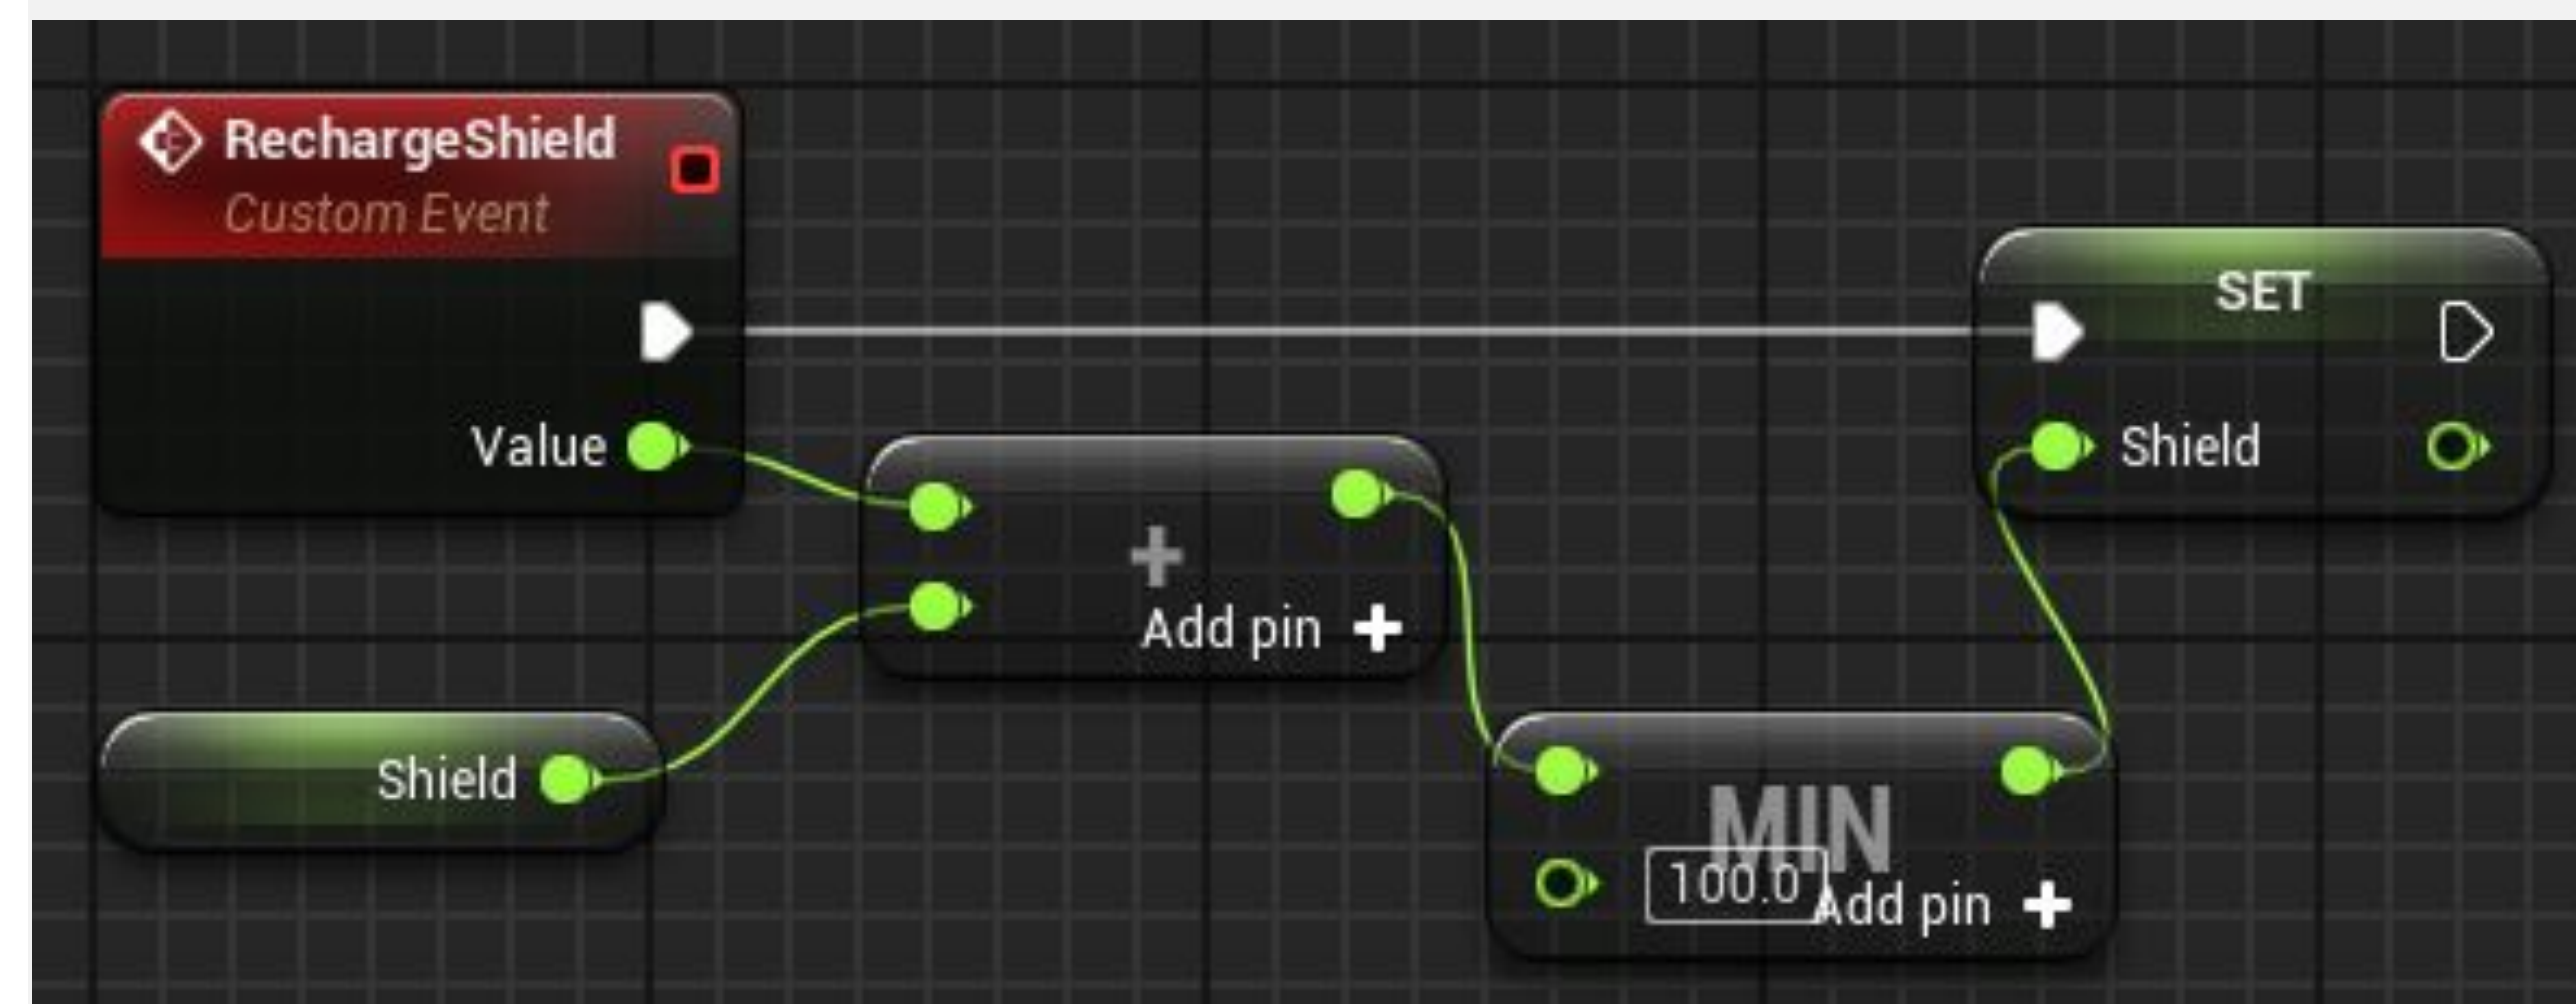 RechargeShield
Custom Event
SET
Value
Shield
+
Add pin +
Shield
MIN
100.0
Add pin +